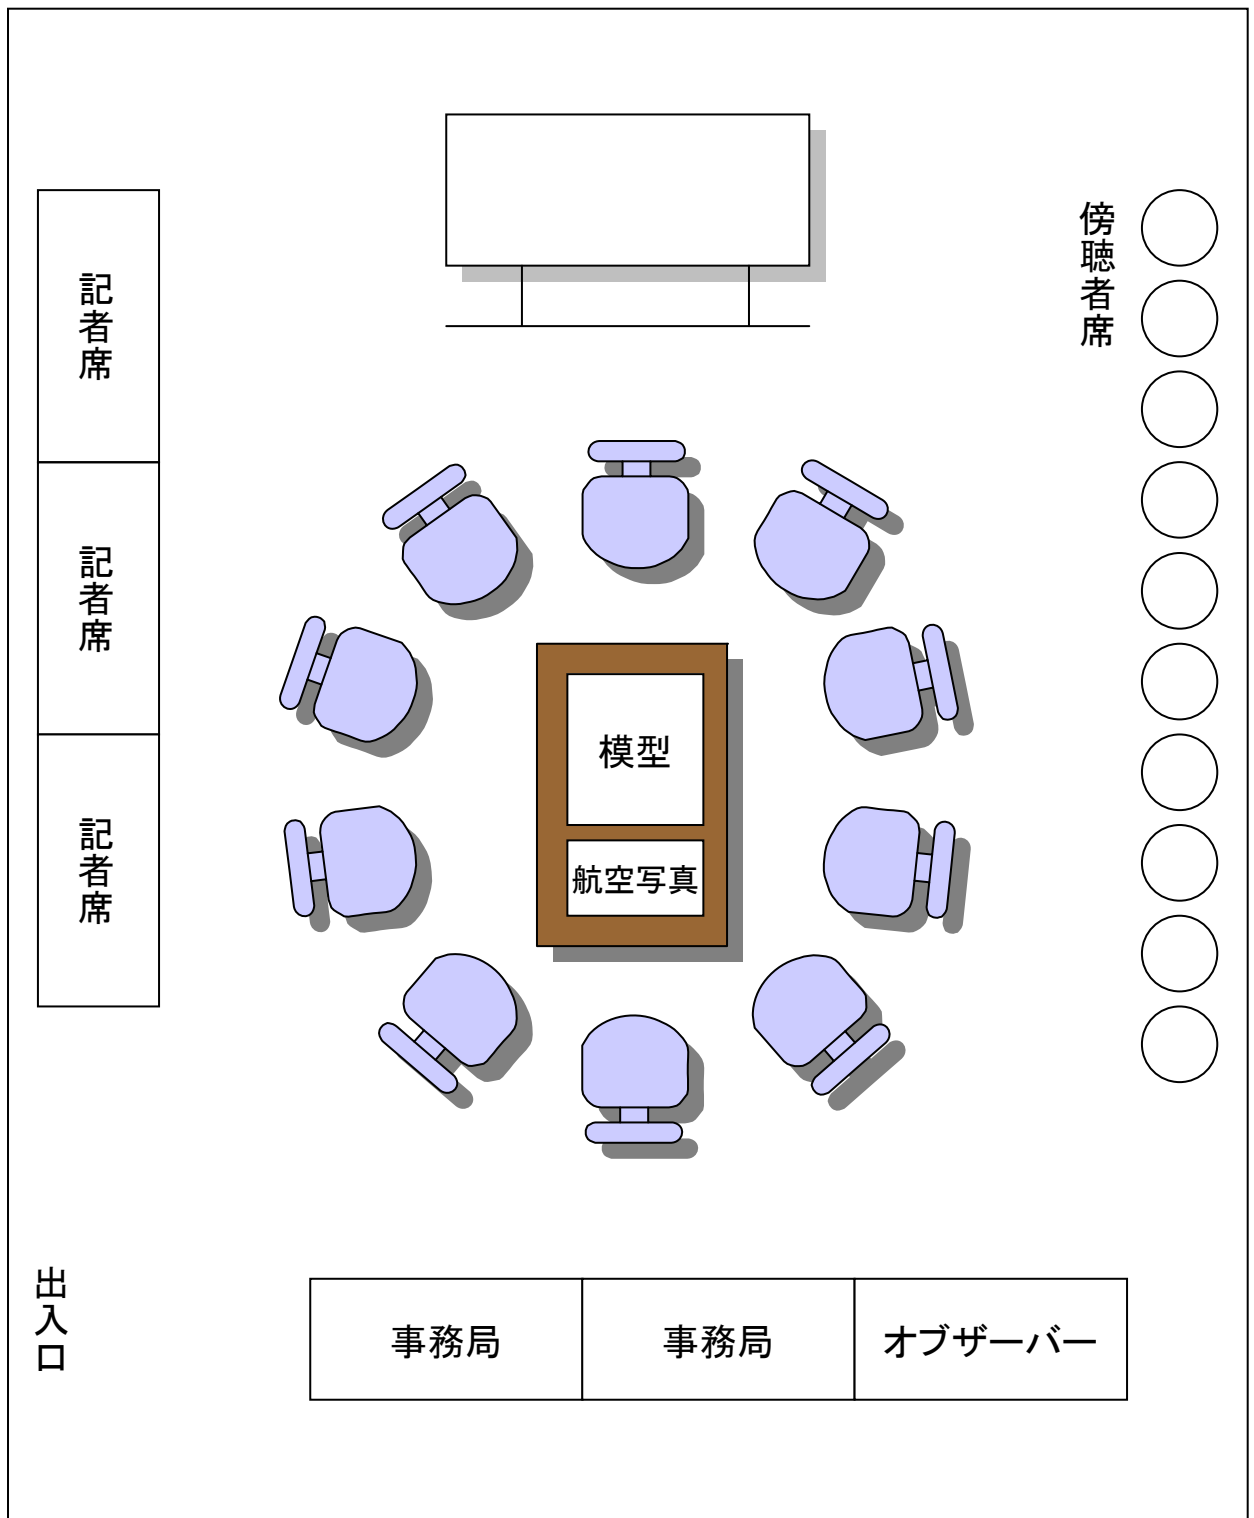 傍聴者席
記者席
記者席
記者席
模型
航空写真
出入口
事務局
事務局
オブザーバー